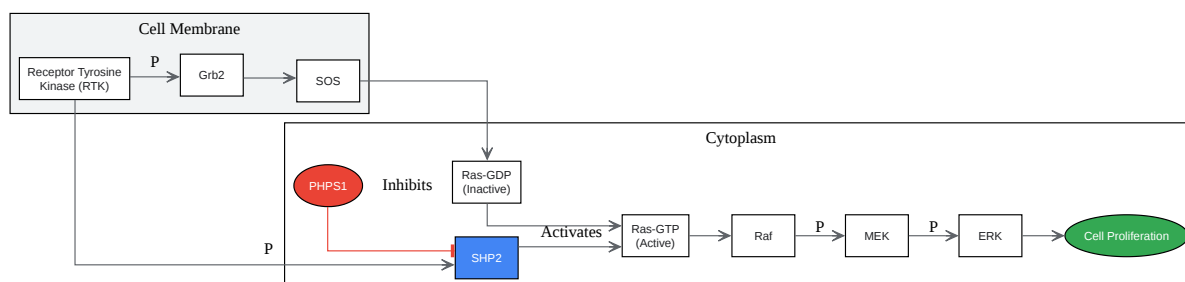 Cell Membrane
Receptor Tyrosine
Kinase (RTK)
P
Grb2
SOS
Cytoplasm
PHPS1
Inhibits
Ras-GDP
(Inactive)
P
SHP2
Activates
Ras-GTP
(Active)
Raf
P
MEK
P
ERK
Cell Proliferation